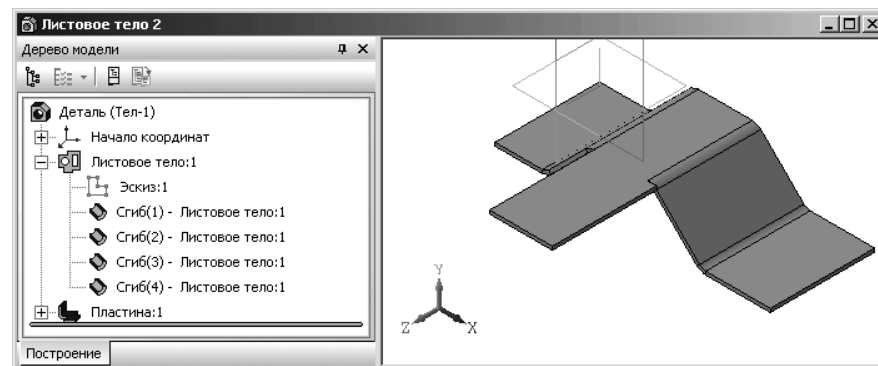 Листовое тело 2
Дерево модели
Деталь (Тел-1)
Начало координат
Листовое тело:1
Эскиз:1
Сгиб(1) - Листовое тело:1
Сгиб(2) - Листовое тело:1
Сгиб(3) - Листовое тело:1
Сгиб(4) - Листовое тело:1
Пластина:1
Построение
Y
Z
X